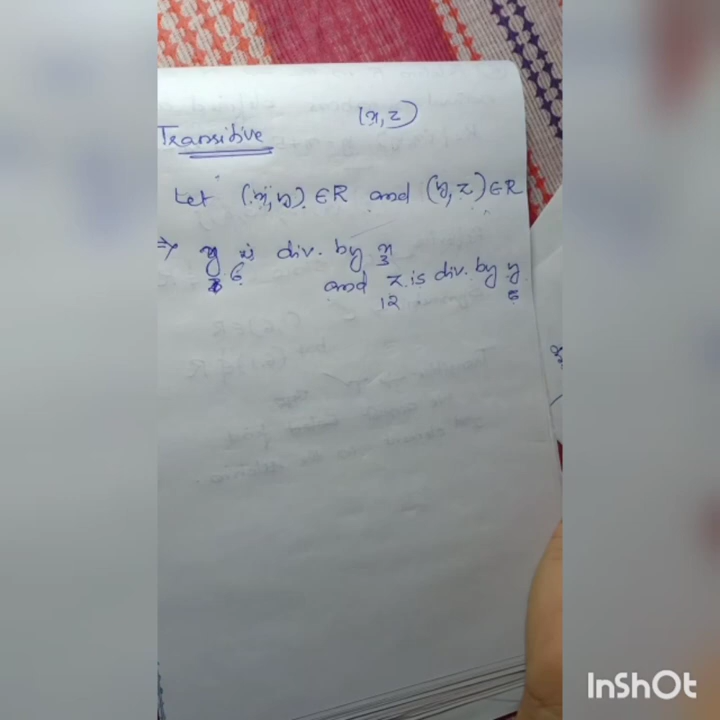 (x, z)
Transitive
Let (x, y) ∈ R and (y, z) ∈ R
⇒ y is div. by x
6 3
and z is div. by y
12 6
InShOt